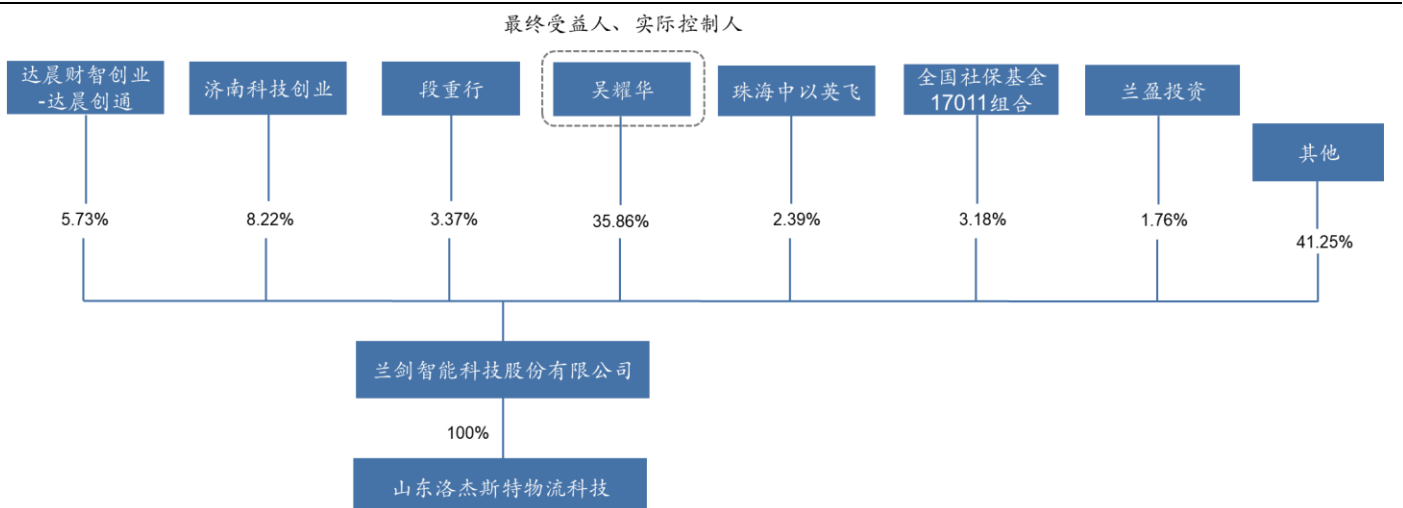 最终受益人、实际控制人
达晨财智创业
-达晨创通
济南科技创业
段重行
吴耀华
珠海中以英飞
全国社保基金
17011组合
兰盈投资
其他
5.73%
8.22%
3.37%
35.86%
2.39%
3.18%
1.76%
41.25%
兰剑智能科技股份有限公司
100%
山东洛杰斯特物流科技